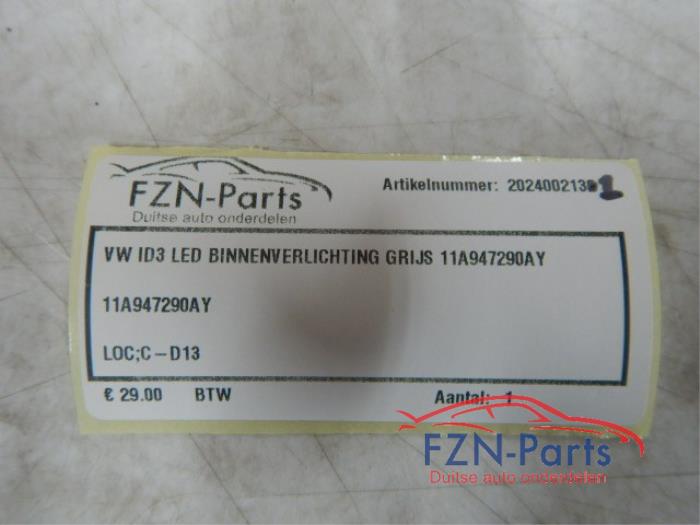 FZN-Parts
Duitse auto onderdelen
Artikelnummer: 2024002131
VW ID3 LED BINNENVERLICHTING GRIJS 11A947290AY
11A947290AY
LOC;C-D13
€ 29.00 BTW Aantal: 1
FZN-Parts
Duitse auto onderdelen